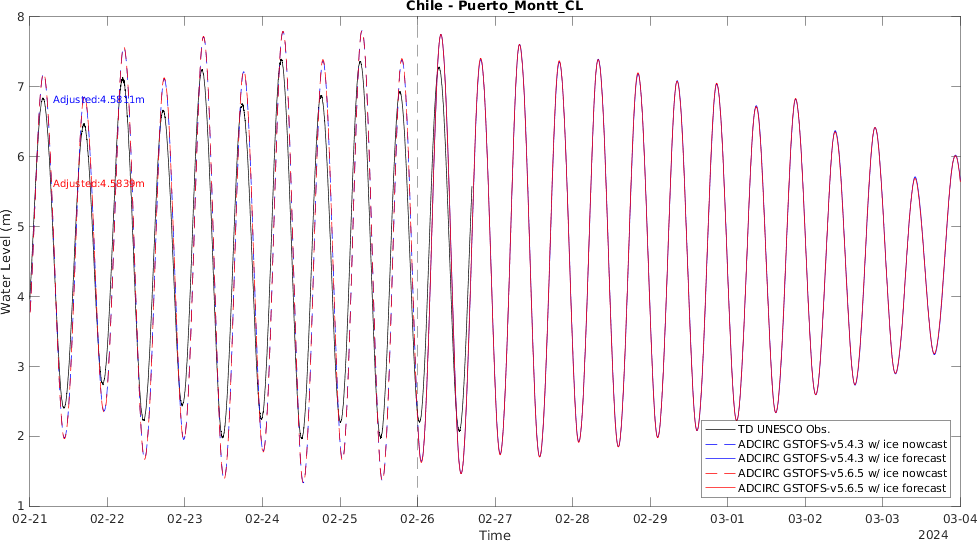 Chile - Puerto_Montt_CL
8
7
6
5
4
3
2
1
Water Level (m)
Adjusted:4.5811m
Adjusted:4.5839m
TD UNESCO Obs.
ADCIRC GSTOFS-v5.4.3 w/ ice nowcast
ADCIRC GSTOFS-v5.4.3 w/ ice forecast
ADCIRC GSTOFS-v5.6.5 w/ ice nowcast
ADCIRC GSTOFS-v5.6.5 w/ ice forecast
02-21 02-22 02-23 02-24 02-25 02-26 02-27 02-28 02-29 03-01 03-02 03-03 03-04
Time
2024